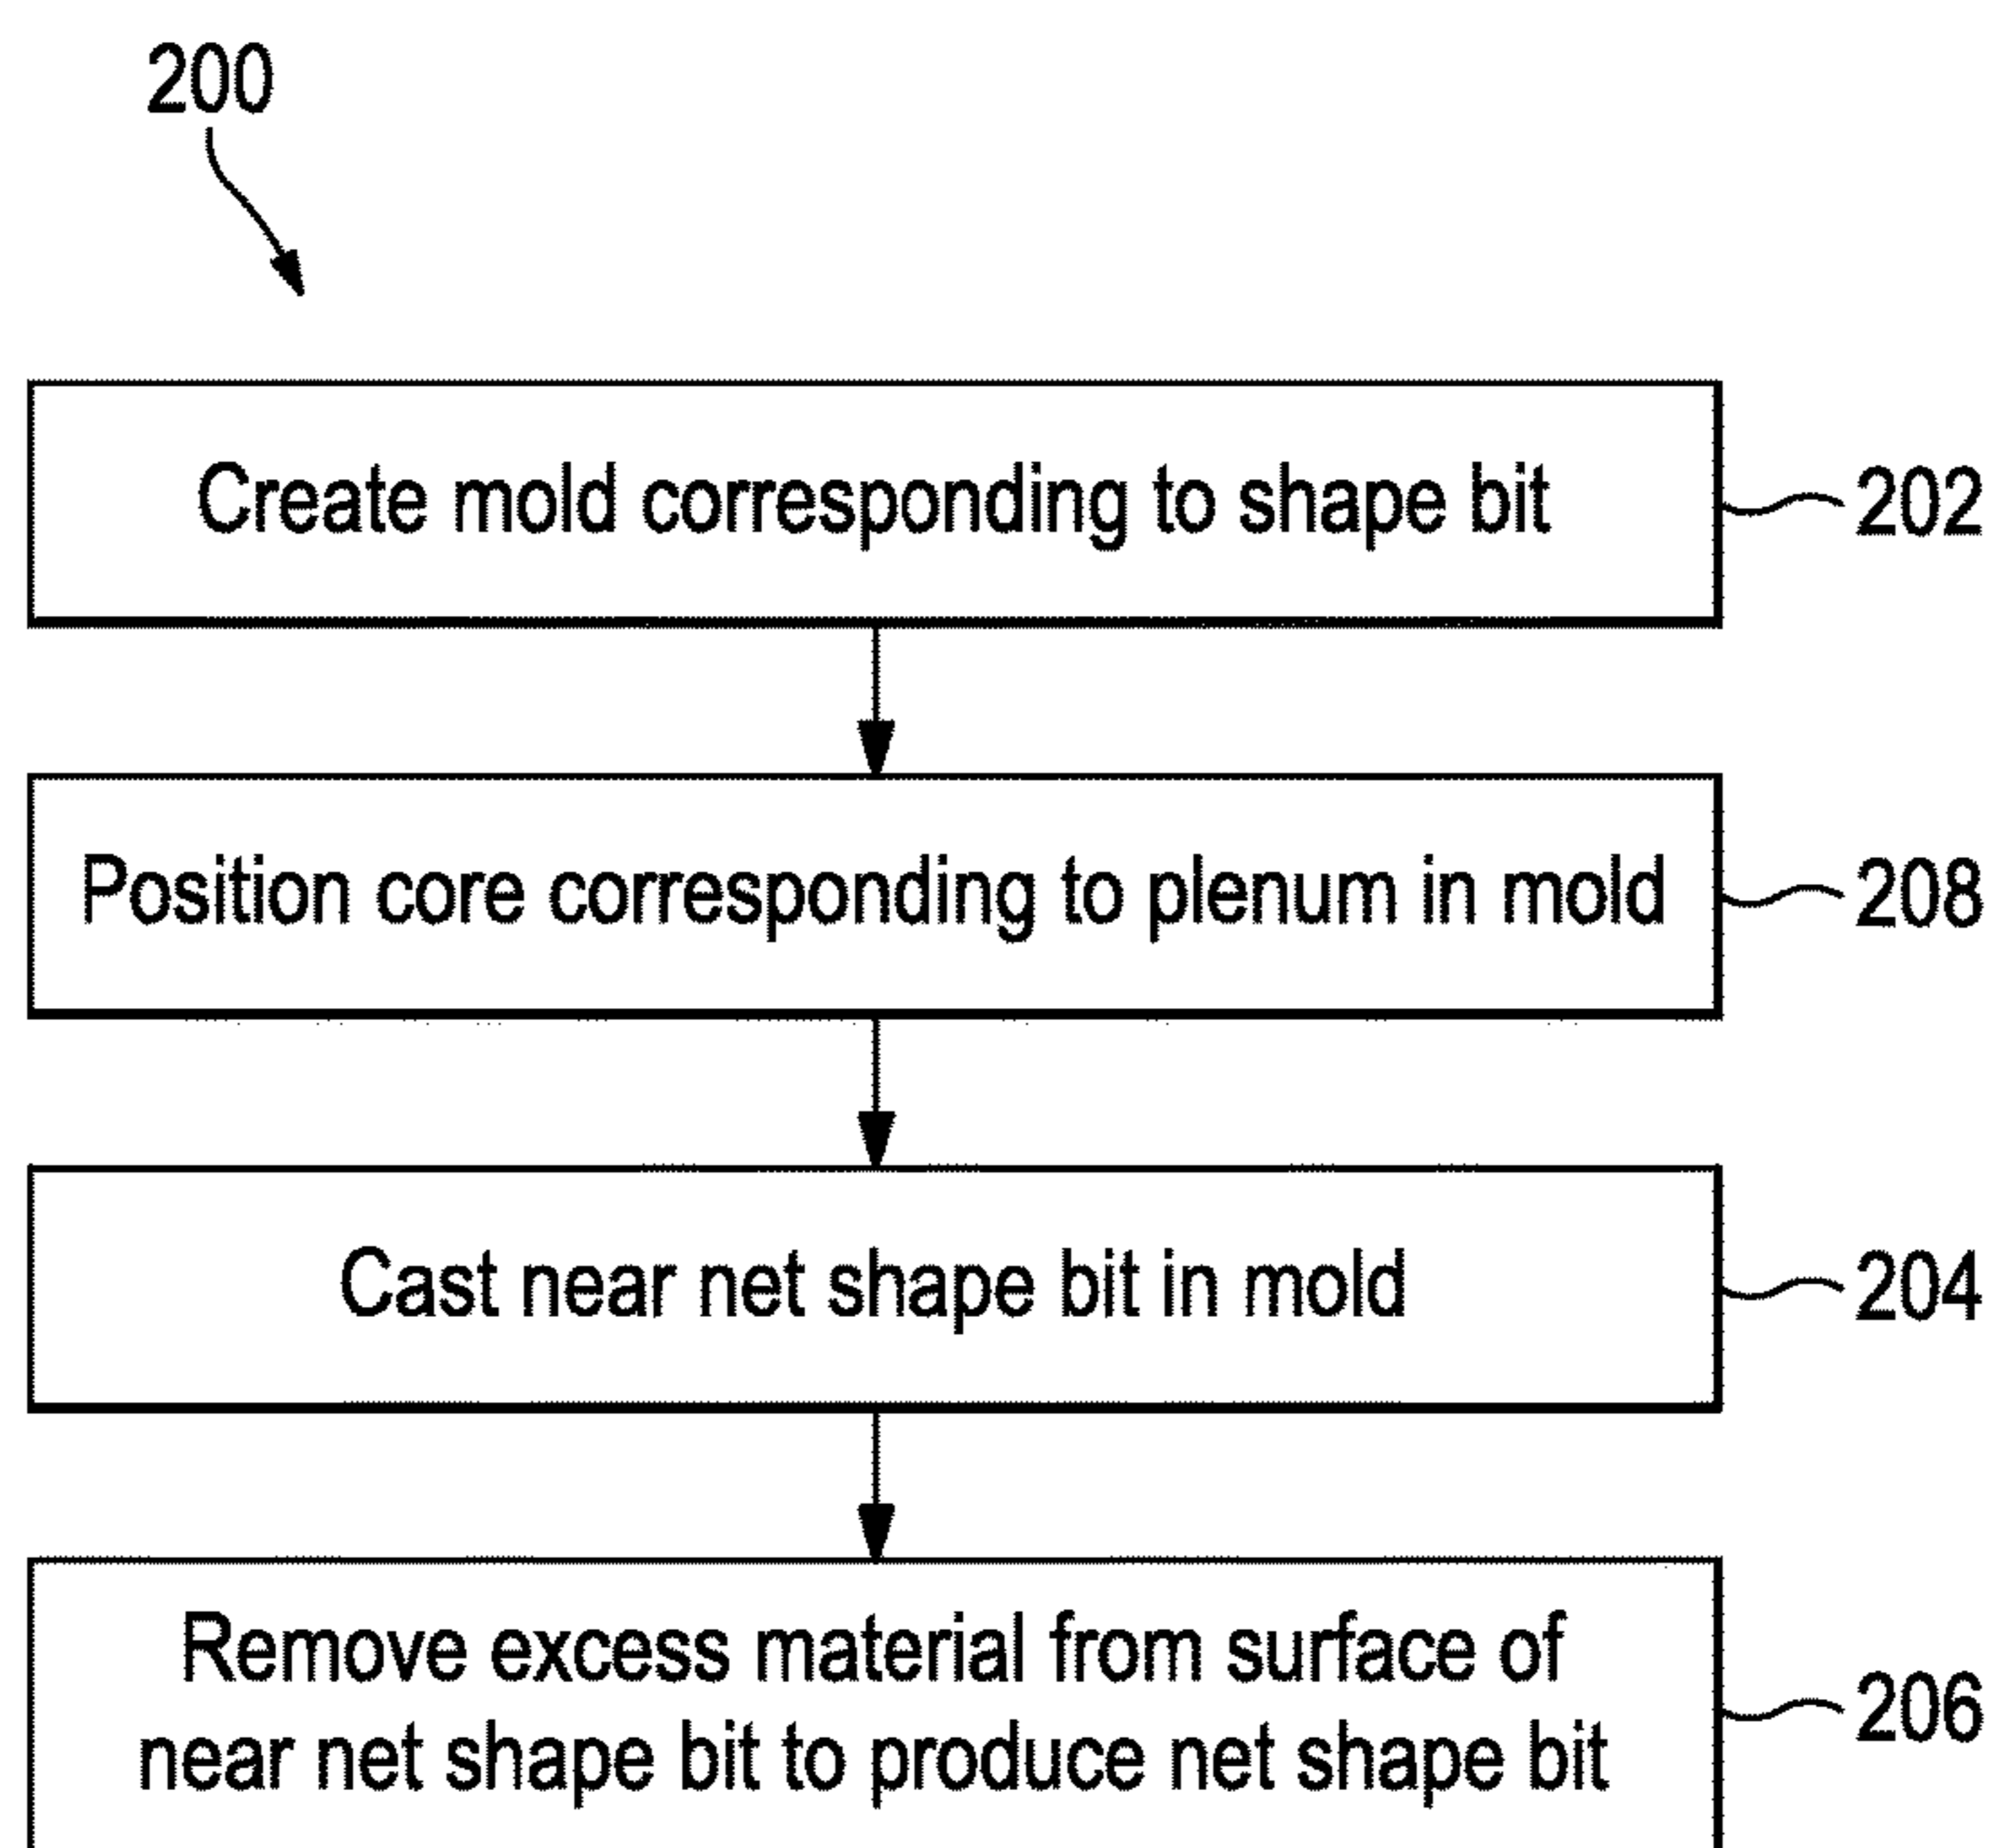 200
Create mold corresponding to shape bit
202
Position core corresponding to plenum in mold
208
Cast near net shape bit in mold
204
Remove excess material from surface of
near net shape bit to produce net shape bit
206